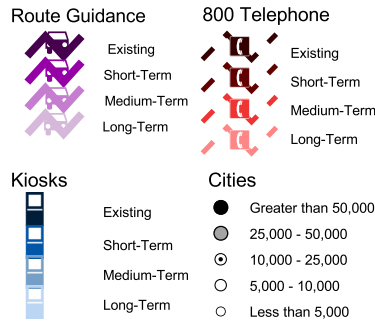 Route Guidance
Existing
Short-Term
Medium-Term
Long-Term
800 Telephone
Existing
Short-Term
Medium-Term
Long-Term
Kiosks
Existing
Short-Term
Medium-Term
Long-Term
Cities
Greater than 50,000
25,000 - 50,000
10,000 - 25,000
5,000 - 10,000
Less than 5,000